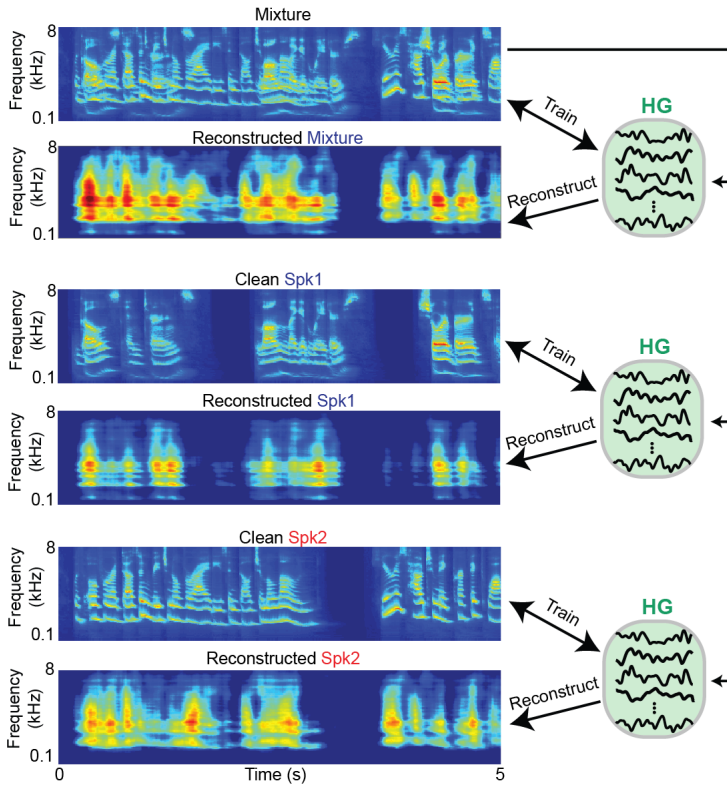 Mixture
8
Frequency
(kHz)
0.1
Train
HG
Reconstructed Mixture
8
Frequency
(kHz)
0.1
Reconstruct
Clean Spk1
8
Frequency
(kHz)
0.1
Train
HG
Reconstructed Spk1
8
Frequency
(kHz)
0.1
Reconstruct
Clean Spk2
8
Frequency
(kHz)
0.1
Train
HG
Reconstructed Spk2
8
Frequency
(kHz)
0.1
Reconstruct
0 Time (s) 5